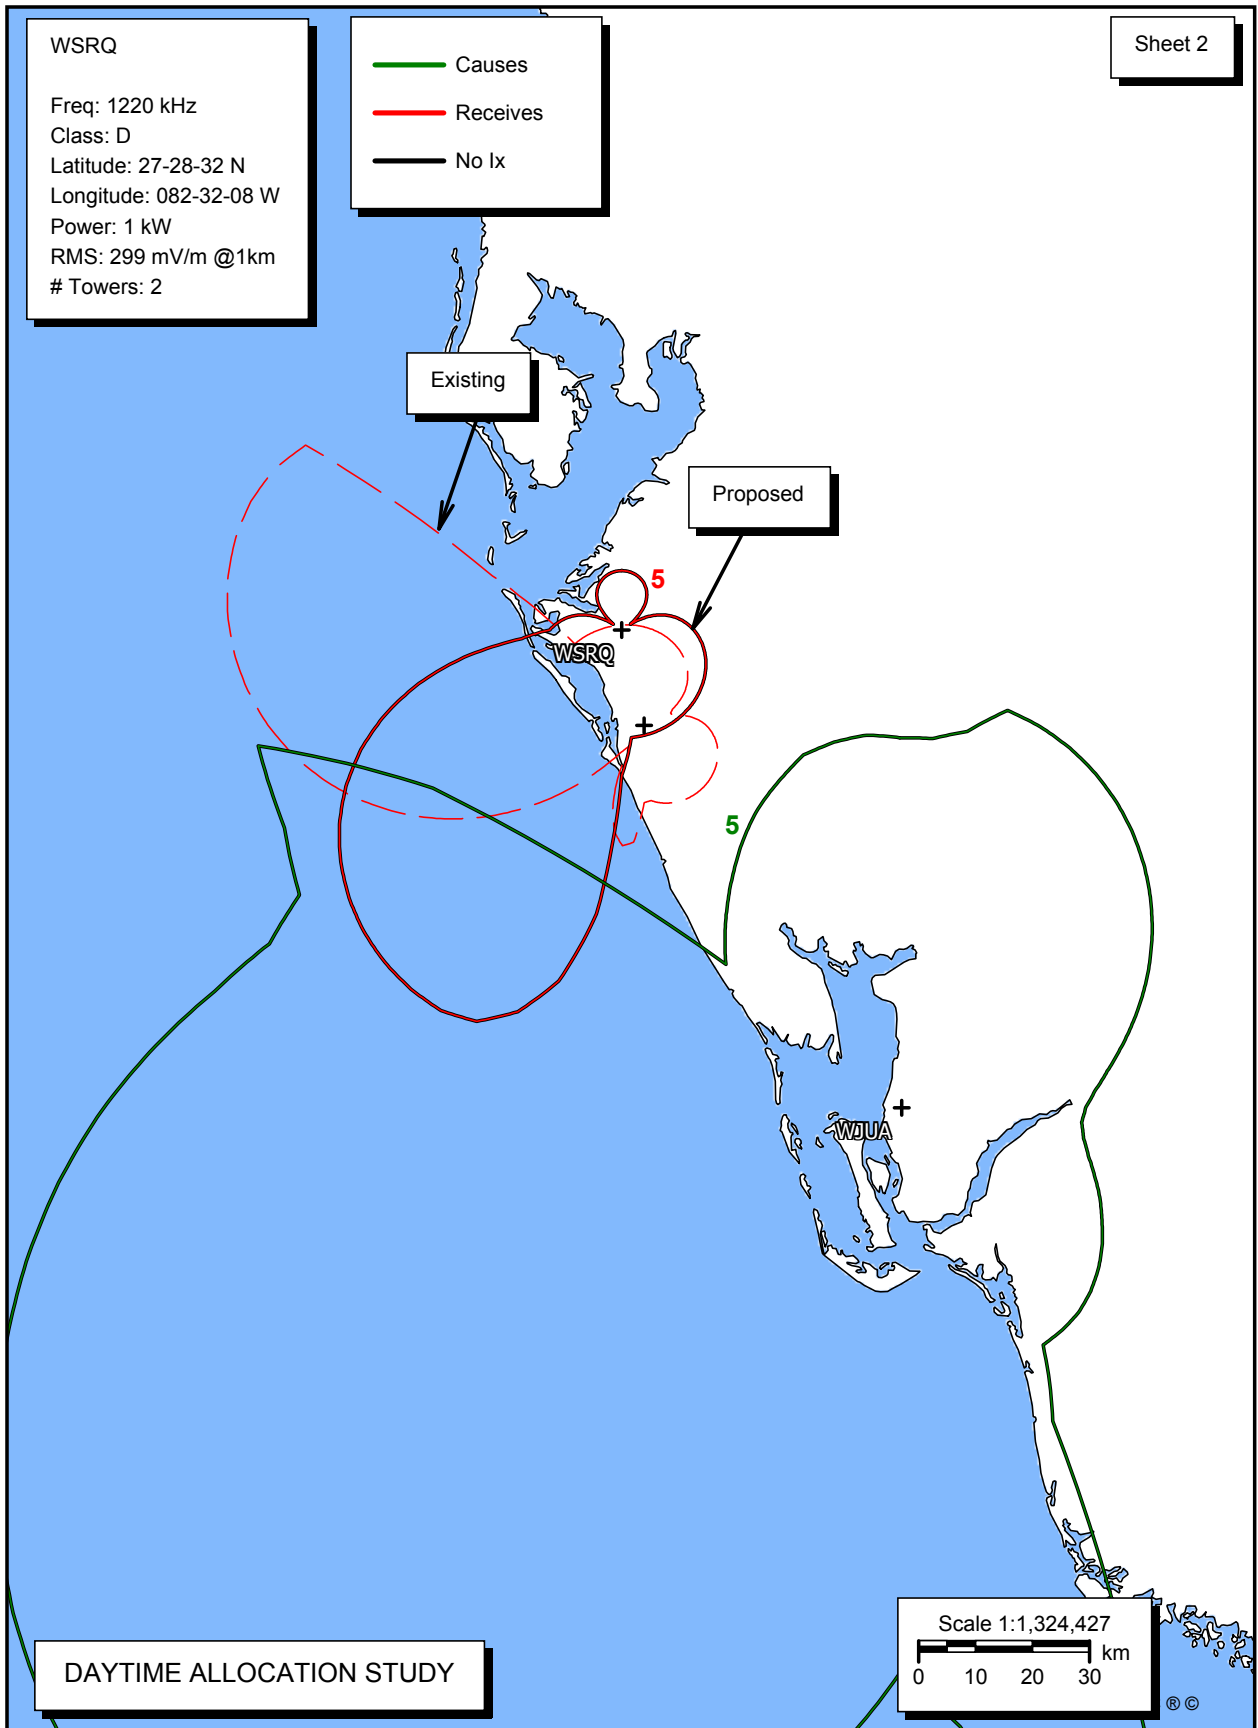 WSRQ
Freq: 1220 kHz
Class: D
Latitude: 27-28-32 N
Longitude: 082-32-08 W
Power: 1 kW
RMS: 299 mV/m @1km
# Towers: 2
Causes
Receives
No Ix
Sheet 2
Existing
Proposed
5
WSRQ
5
WJUA
Scale 1:1,324,427
km
0 10 20 30
DAYTIME ALLOCATION STUDY
® ©